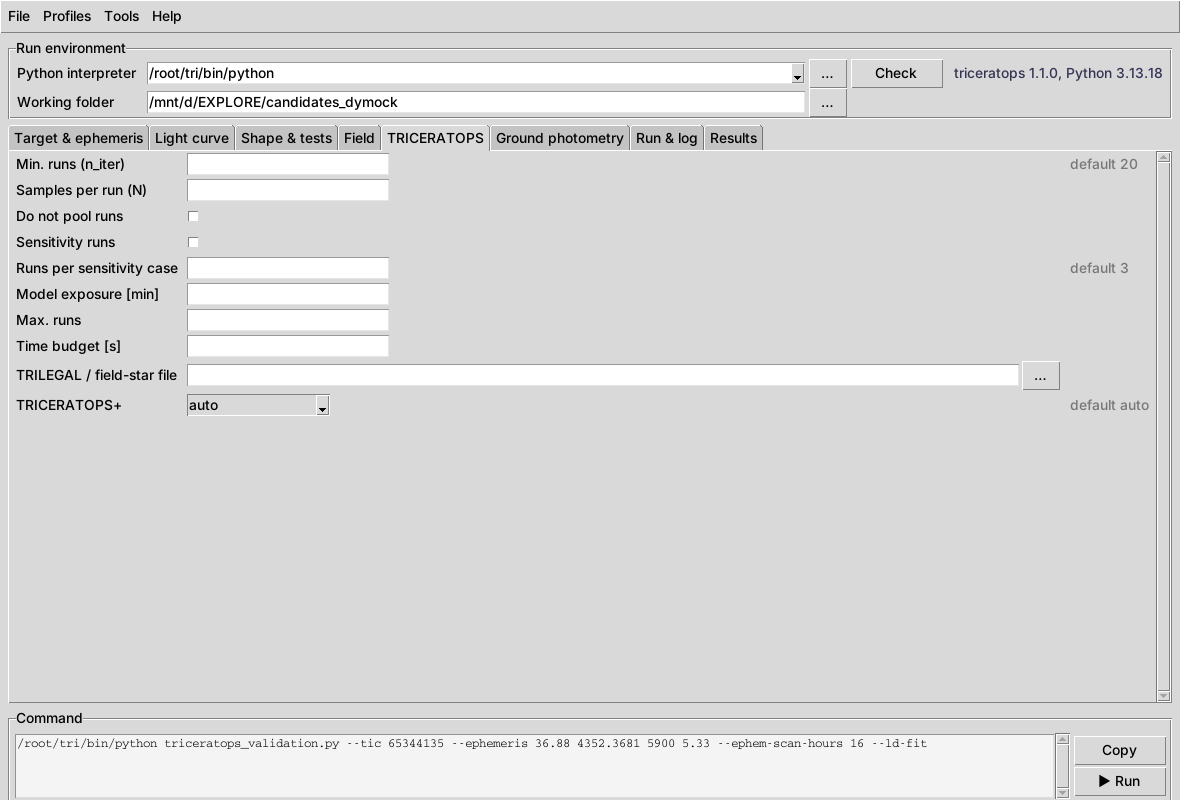 File Profiles Tools Help
Run environment
Python interpreter /root/tri/bin/python ... Check triceratops 1.1.0, Python 3.13.18
Working folder /mnt/d/EXPLORE/candidates_dymock ...
Target & ephemeris Light curve Shape & tests Field TRICERATOPS Ground photometry Run & log Results
Min. runs (n_iter) default 20
Samples per run (N)
Do not pool runs
Sensitivity runs
Runs per sensitivity case default 3
Model exposure [min]
Max. runs
Time budget [s]
TRILEGAL / field-star file ...
TRICERATOPS+ auto default auto
Command
/root/tri/bin/python triceratops_validation.py --tic 65344135 --ephemeris 36.88 4352.3681 5900 5.33 --ephem-scan-hours 16 --ld-fit
Copy
▶ Run